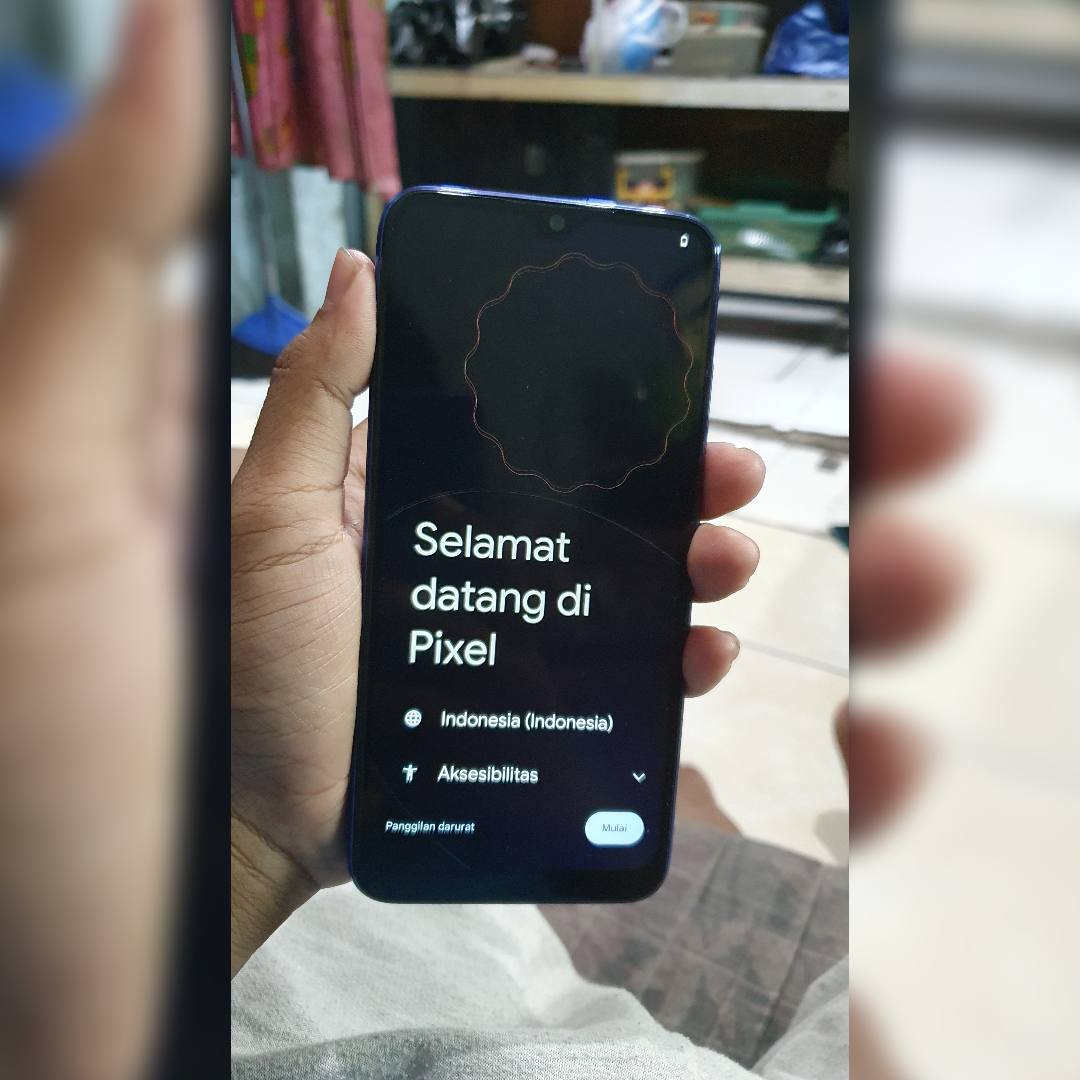 Selamat
datang di
Pixel
Indonesia (Indonesia)
Aksesibilitas
Panggilan darurat
Mulai